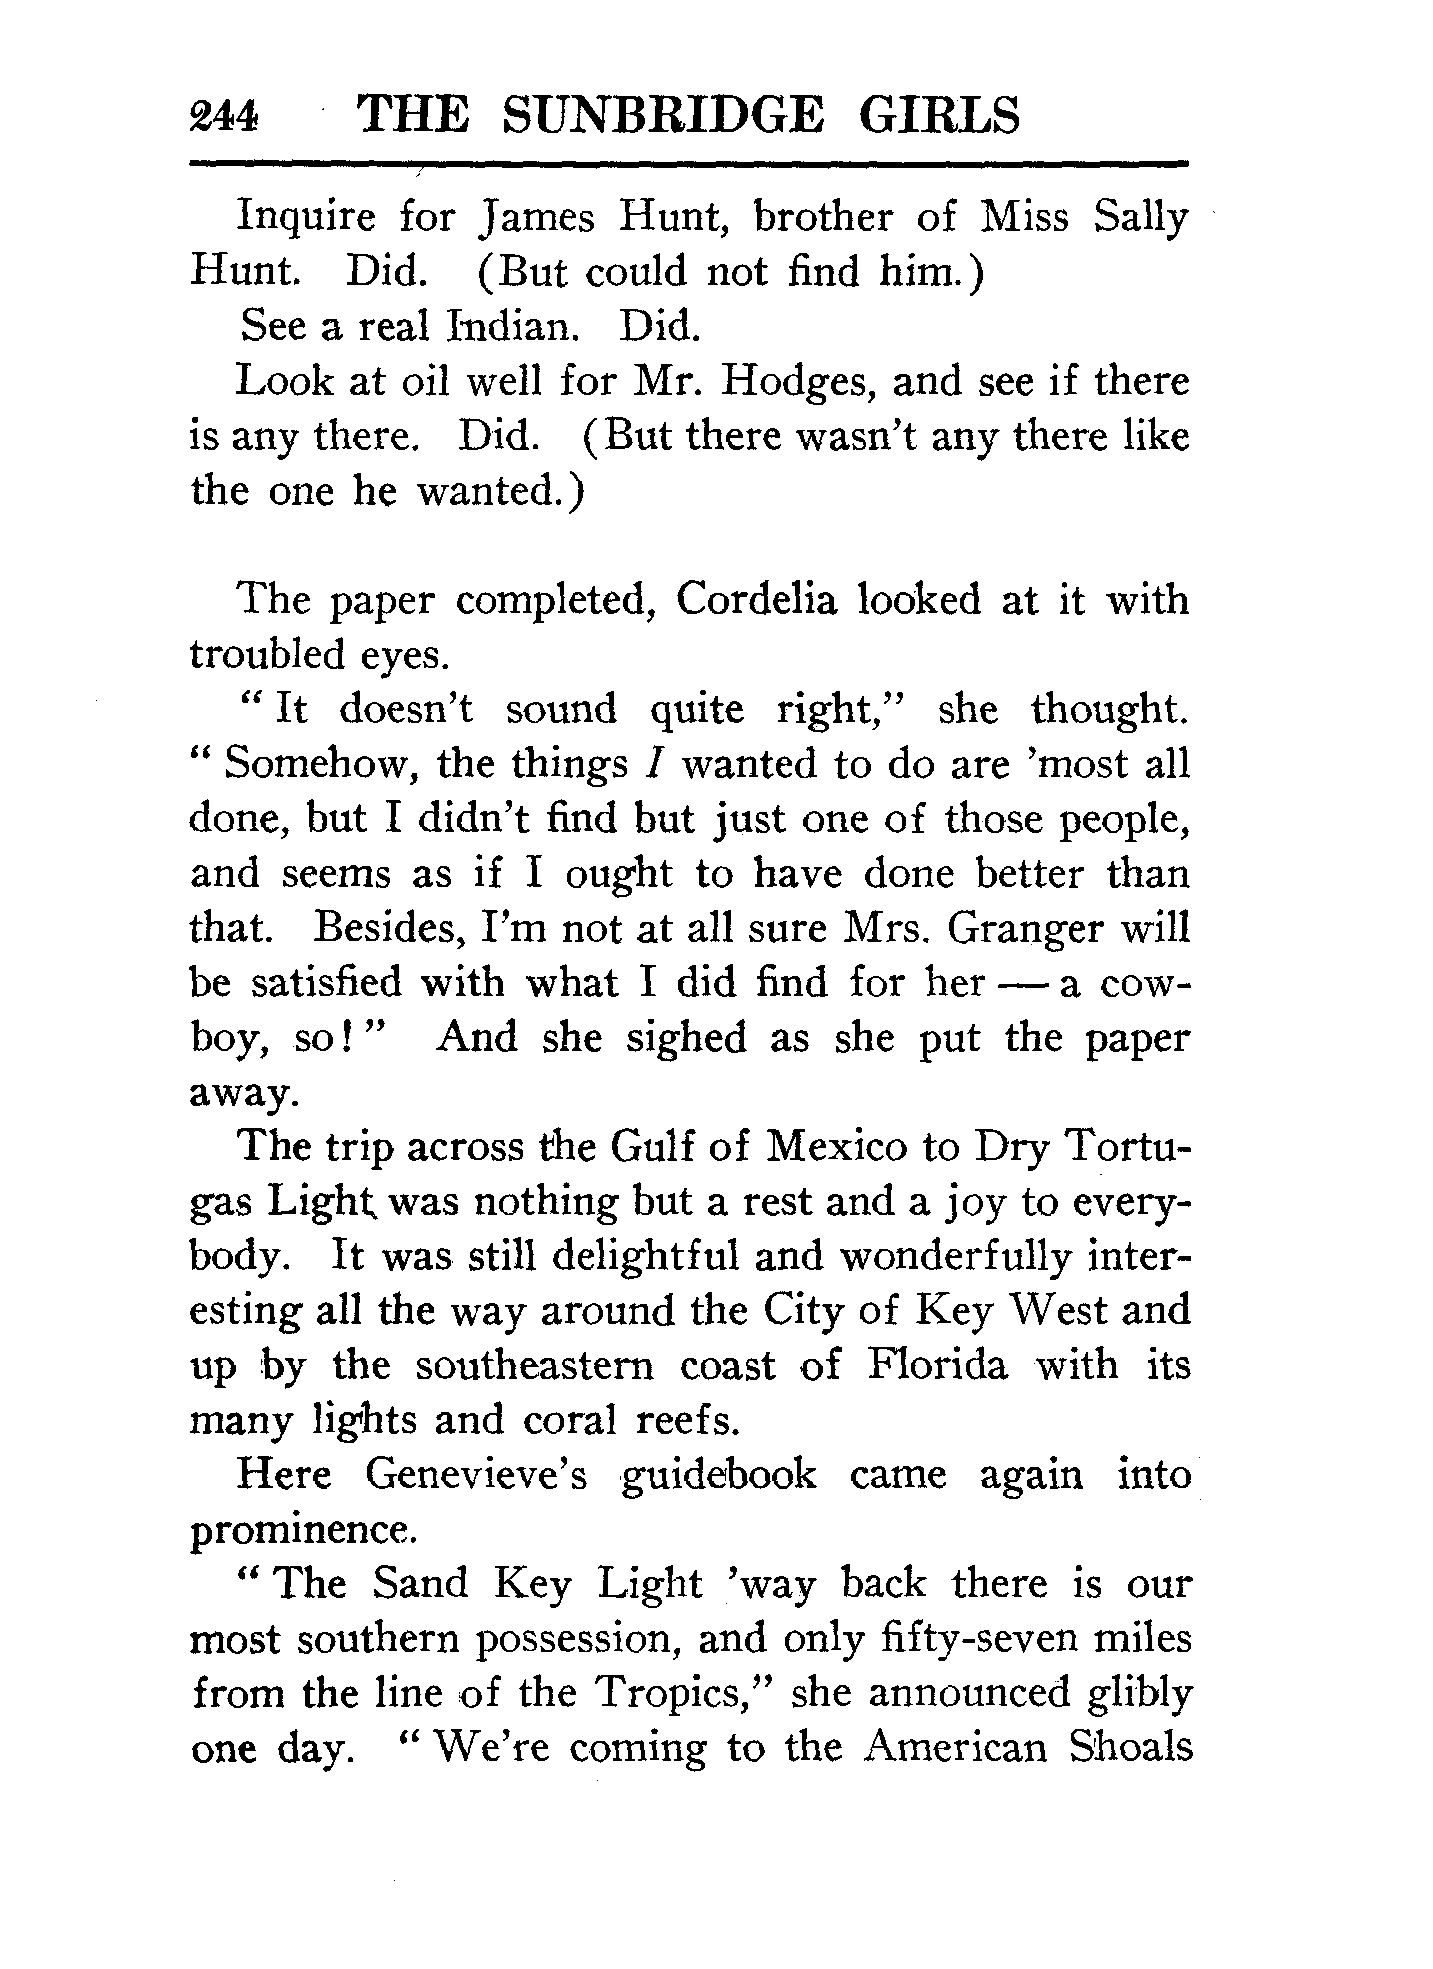 244 THE SUNBRIDGE GIRLS
Inquire for James Hunt, brother of Miss Sally
Hunt. Did. (But could not find him.)
See a real Indian. Did.
Look at oil well for Mr. Hodges, and see if there
is any there. Did. (But there wasn't any there like
the one he wanted.)
The paper completed, Cordelia looked at it with
troubled eyes.
“ It doesn't sound quite right,” she thought.
“ Somehow, the things I wanted to do are 'most all
done, but I didn't find but just one of those people,
and seems as if I ought to have done better than
that. Besides, I'm not at all sure Mrs. Granger will
be satisfied with what I did find for her — a cow-
boy, so! ” And she sighed as she put the paper
away.
The trip across the Gulf of Mexico to Dry Tortu-
gas Light was nothing but a rest and a joy to every-
body. It was still delightful and wonderfully inter-
esting all the way around the City of Key West and
up by the southeastern coast of Florida with its
many lights and coral reefs.
Here Genevieve's guidebook came again into
prominence.
“ The Sand Key Light 'way back there is our
most southern possession, and only fifty-seven miles
from the line of the Tropics,” she announced glibly
one day. “ We're coming to the American Shoals